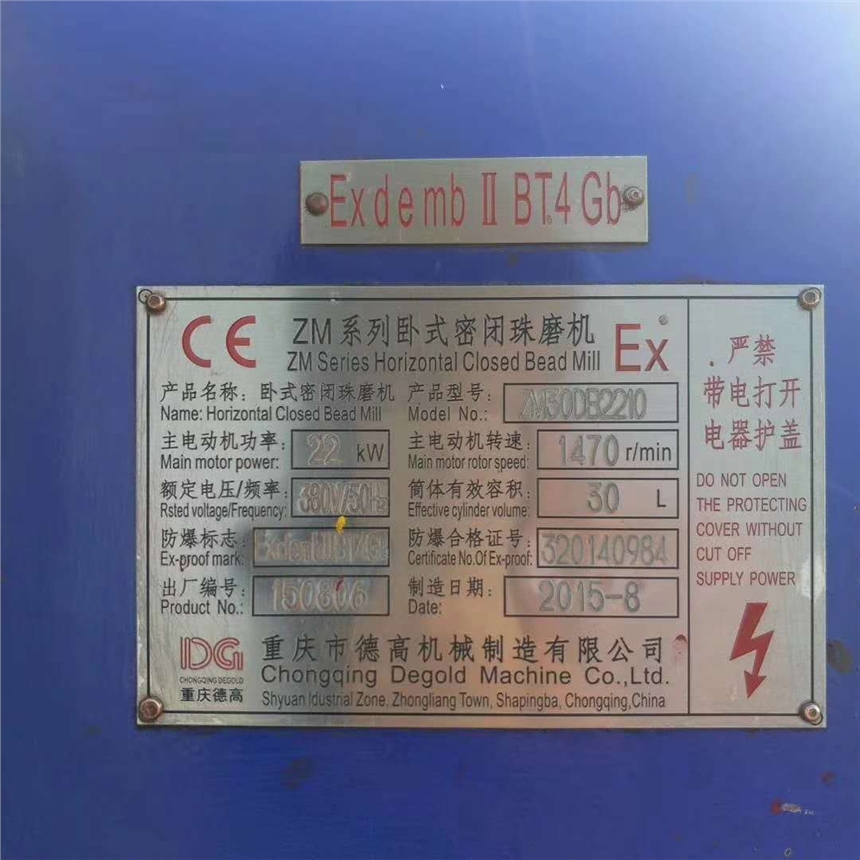 Exdemb Ⅱ BT4 Gb
CE ZM系列卧式密闭珠磨机 Ex
ZM Series Horizontal Closed Bead Mill
产品名称: 卧式密闭珠磨机 产品型号: ZM30DB2210
Name: Horizontal Closed Bead Mill Model No.:
主电动机功率: 22 kW 主电动机转速: 1470 r/min
Main motor power: Main motor rotor speed:
额定电压/频率: 380V/50Hz 筒体有效容积: 30 L
Rsted voltage/Frequency: Effective cylinder volume:
防爆标志: ExdembⅡBT4Gb 防爆合格证号: 320140984
Ex-proof mark: Certificate No.Of Ex-proof:
出厂编号: 150806 制造日期: 2015-8
Product No.: Date:
DG 重庆市德高机械制造有限公司
CHONGQING DEGOLD Chongqing Degold Machine Co.,Ltd.
重庆德高 Shyuan Idustrial Zone, Zhongliang Town, Shapingba, Chongqing,China
严禁
带电打开
电器护盖
DO NOT OPEN
THE PROTECTING
COVER WITHOUT
CUT OFF
SUPPLY POWER